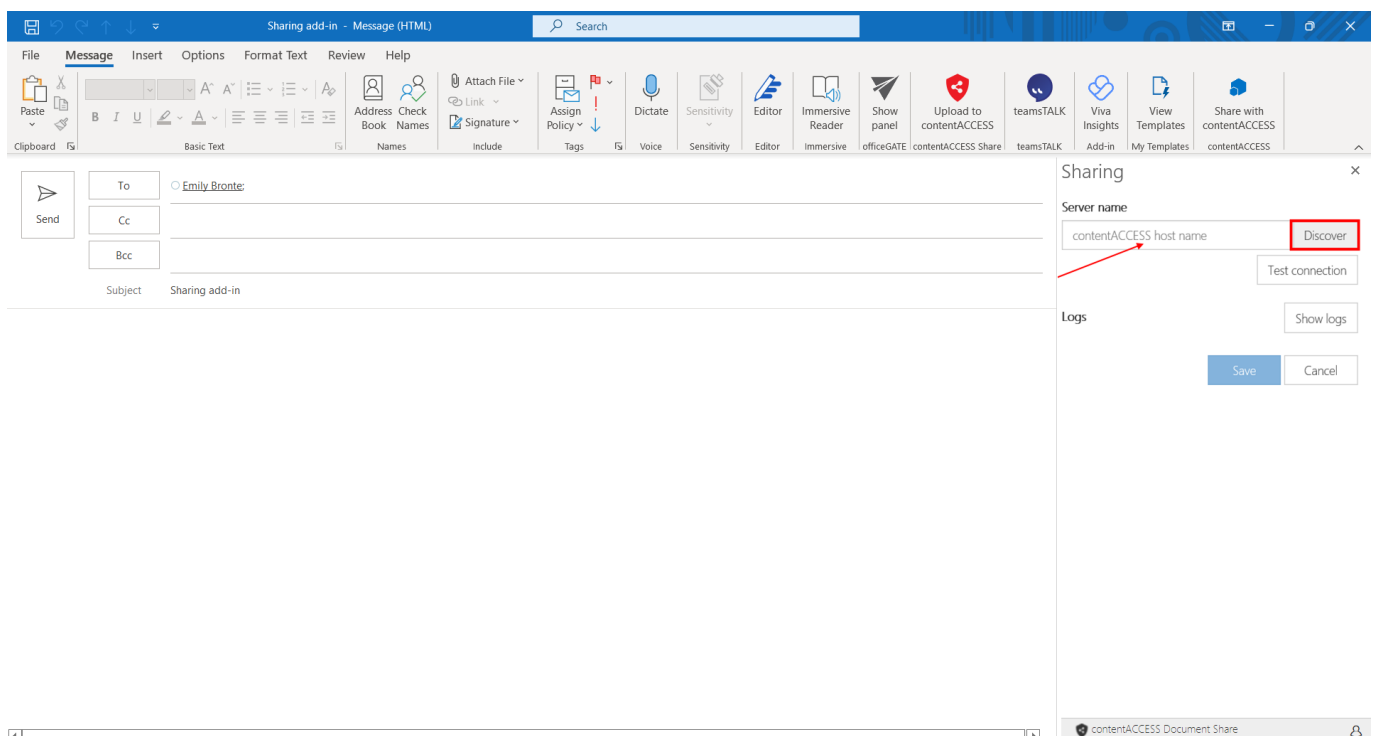 Sharing add-in - Message (HTML)
Search
File Message Insert Options Format Text Review Help
Paste
B I U A A A A
Address Book
Check Names
Attach File
Link
Signature
Assign Policy
Dictate
Sensitivity
Editor
Immersive Reader
Show panel
Upload to contentACCESS
teamsTALK
Viva Insights
View Templates
Share with contentACCESS
Clipboard Basic Text Names Include Tags Voice Sensitivity Editor Immersive officeGATE contentACCESS Share teamsTALK Add-in My Templates contentACCESS
Send
To Emily Bronte;
Cc
Bcc
Subject Sharing add-in
Sharing
Server name
contentACCESS host name Discover
Test connection
Logs Show logs
Save Cancel
contentACCESS Document Share